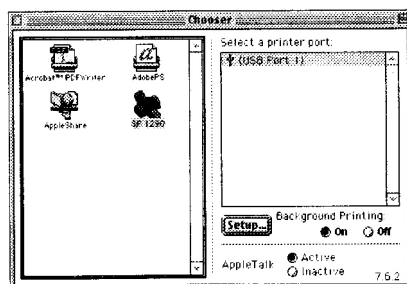 Chooser
Acrobat™ PDFWriter
AdobePS
AppleShare
SP 1290
Select a printer port:
(USB Port 1)
Setup...
Background Printing:
On
Off
AppleTalk
Active
Inactive
7.6.2